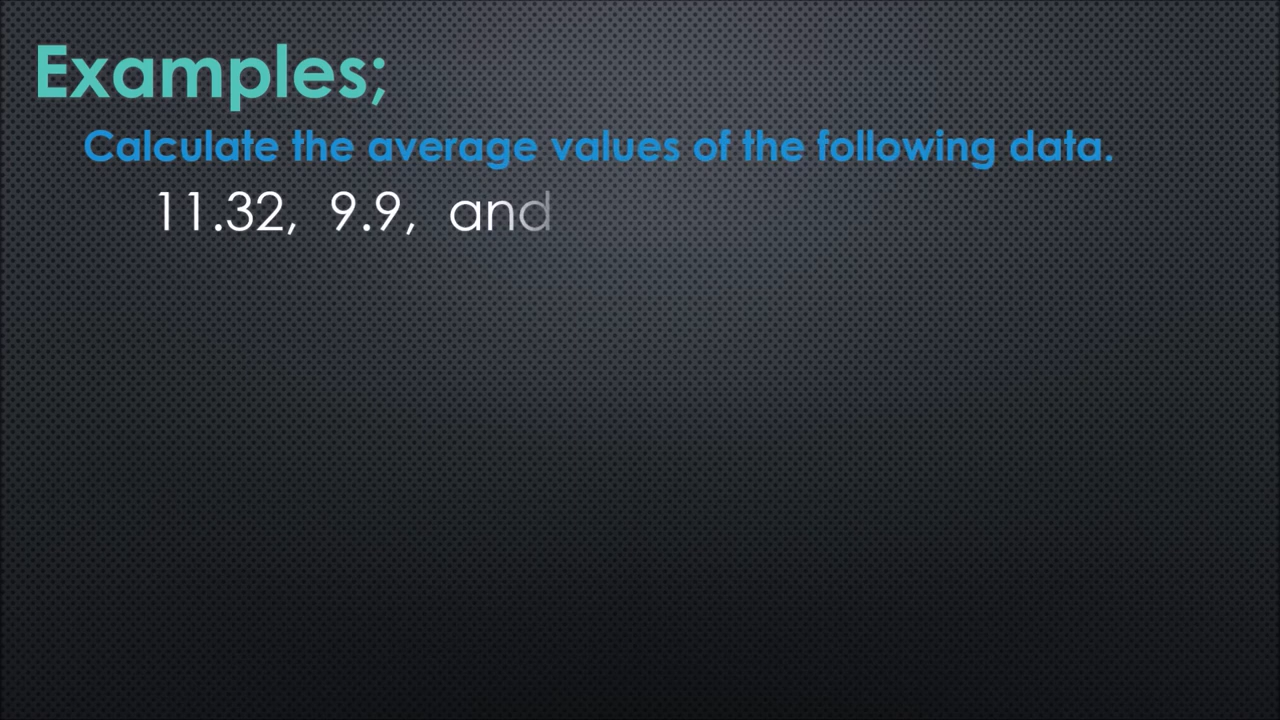 Examples;
Calculate the average values of the following data.
11.32, 9.9, and